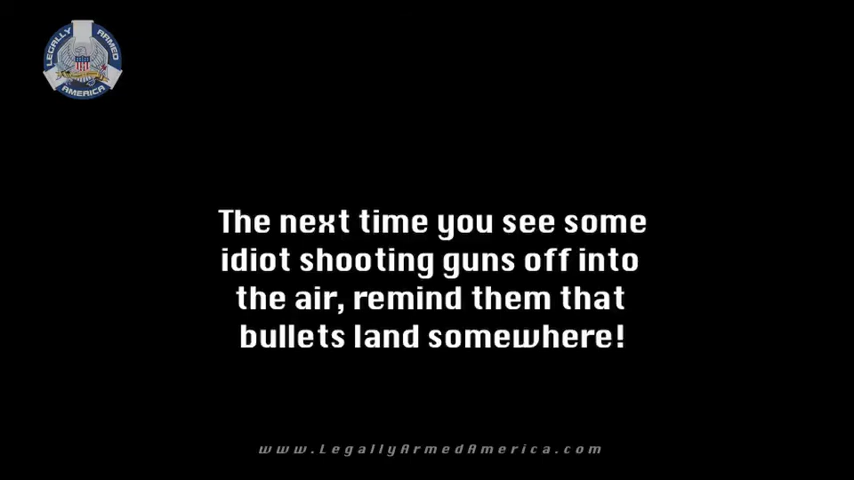 LEGALLY ARMED
AMERICA
The next time you see some
idiot shooting guns off into
the air, remind them that
bullets land somewhere!
www.LegallyArmedAmerica.com